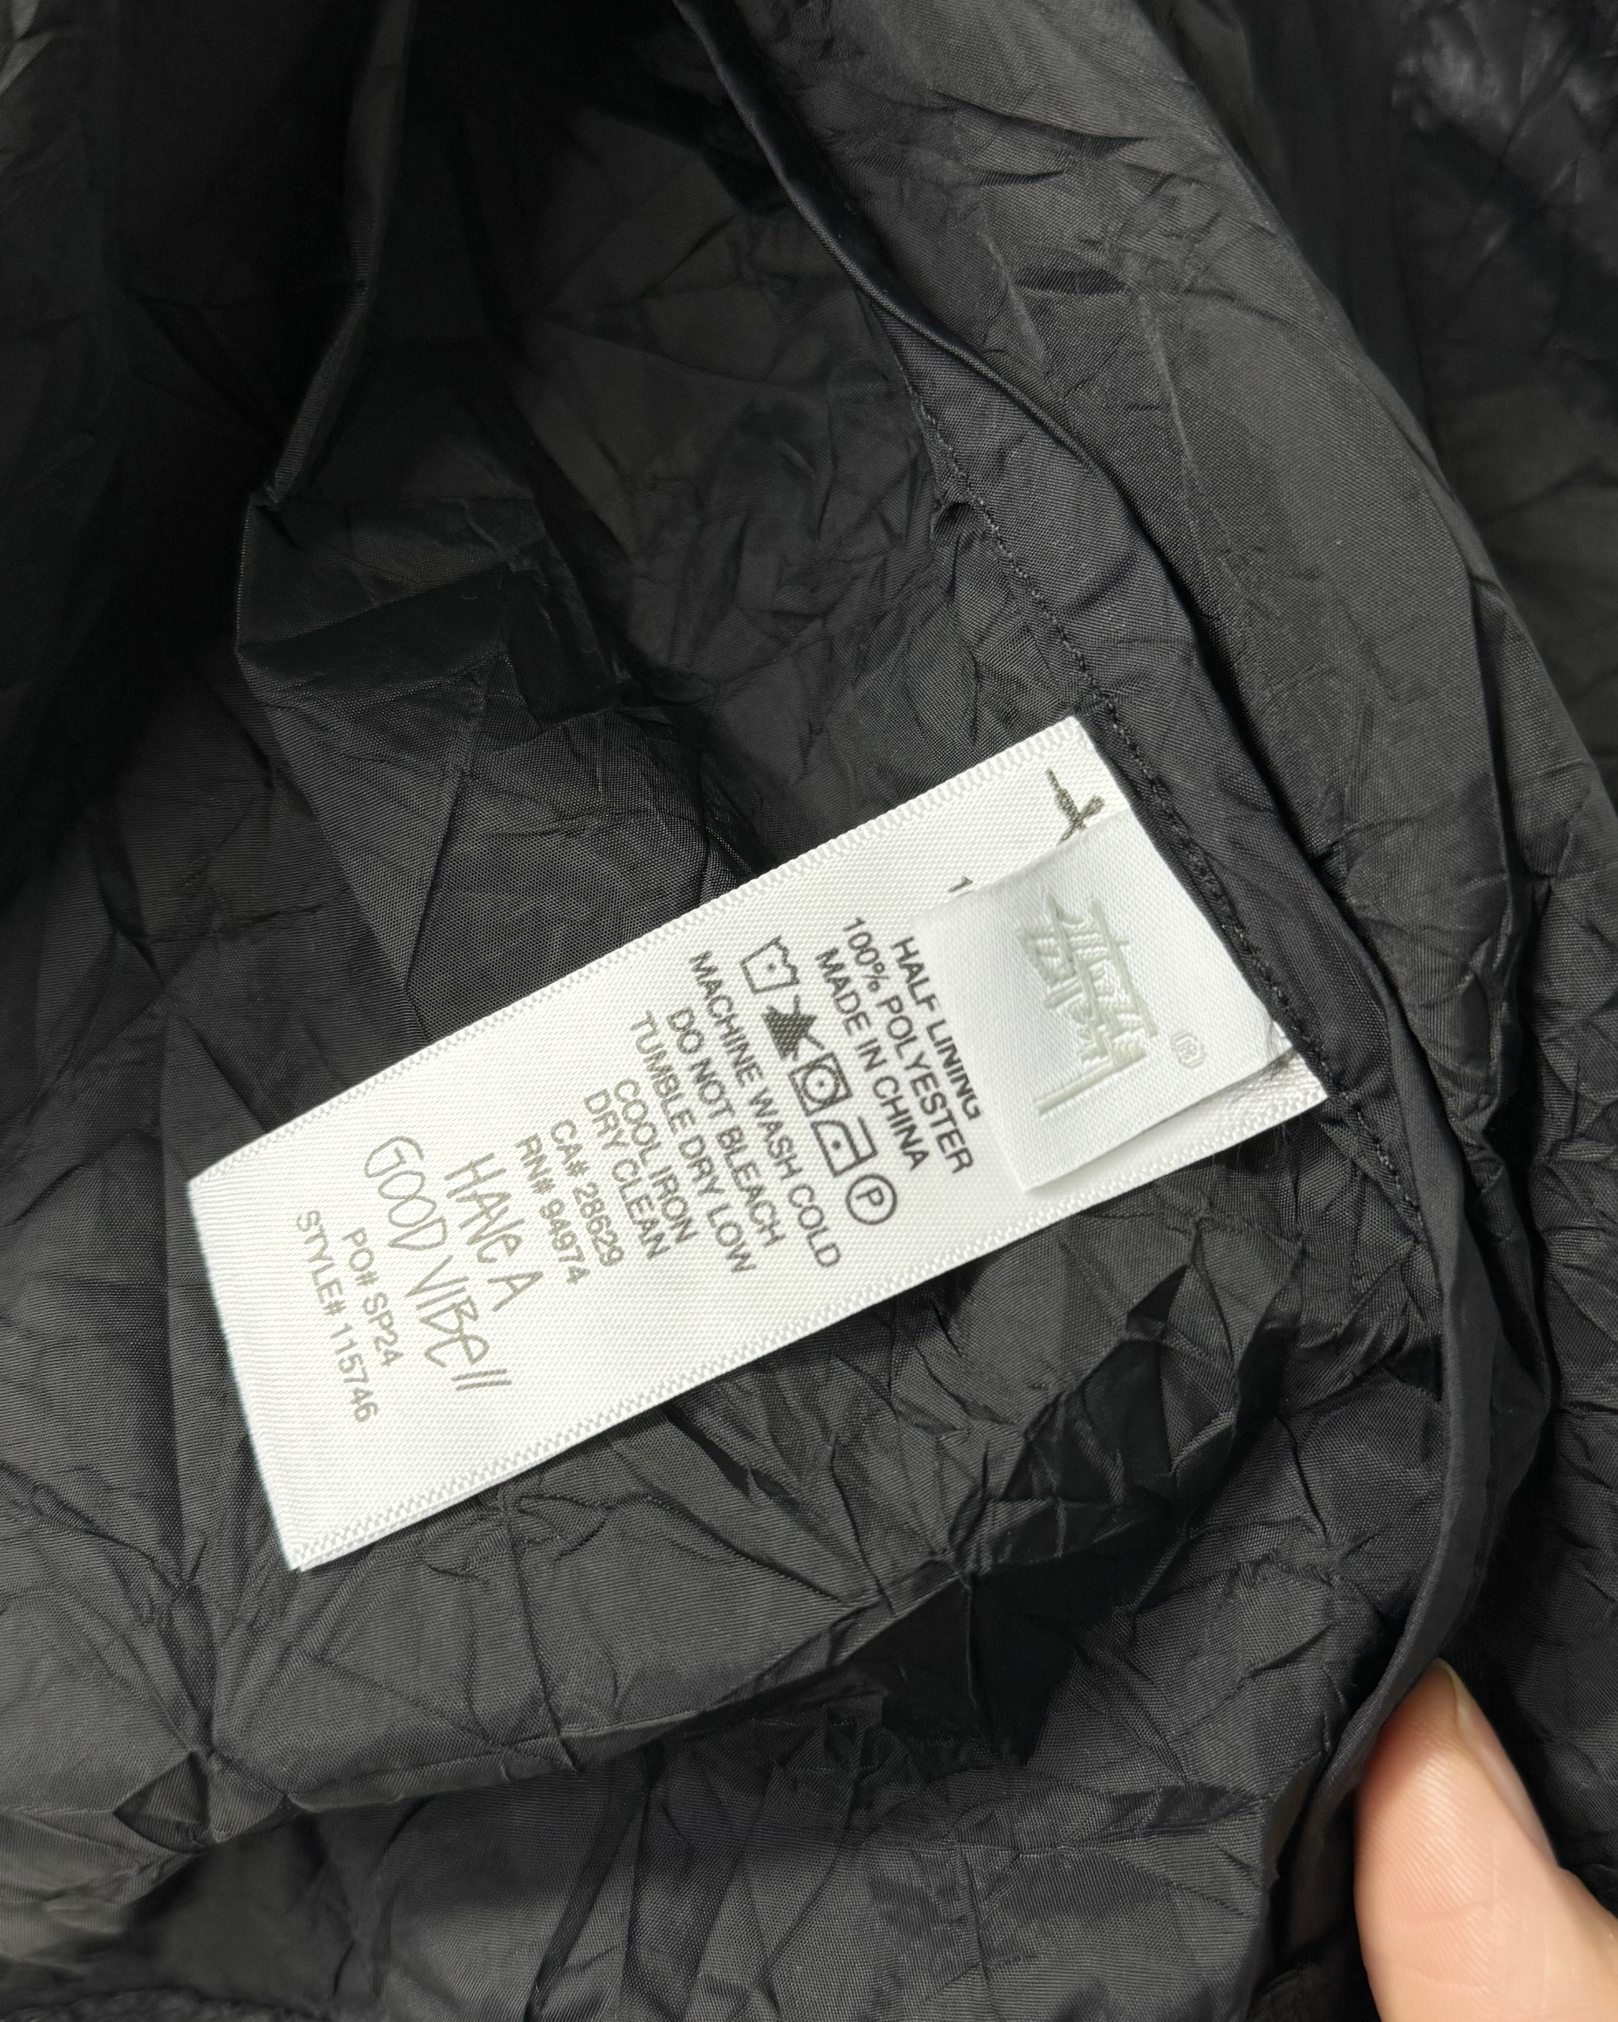 HALF LINING
100% POLYESTER
MADE IN CHINA
P
MACHINE WASH COLD
DO NOT BLEACH
TUMBLE DRY LOW
COOL IRON
DRY CLEAN
CA# 28629
RN# 94974
HAVE A
GOOD VIBE//
PO# SP24
STYLE# 115746
®